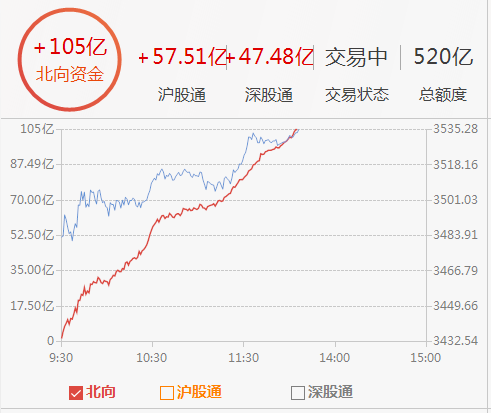 +105亿
北向资金
+57.51亿
沪股通
+47.48亿
深股通
交易中
交易状态
520亿
总额度
105亿
87.49亿
70.00亿
52.50亿
35.00亿
17.50亿
0
3535.28
3518.16
3501.03
3483.91
3466.79
3449.66
3432.54
9:30
10:30
11:30
14:00
15:00
北向
沪股通
深股通